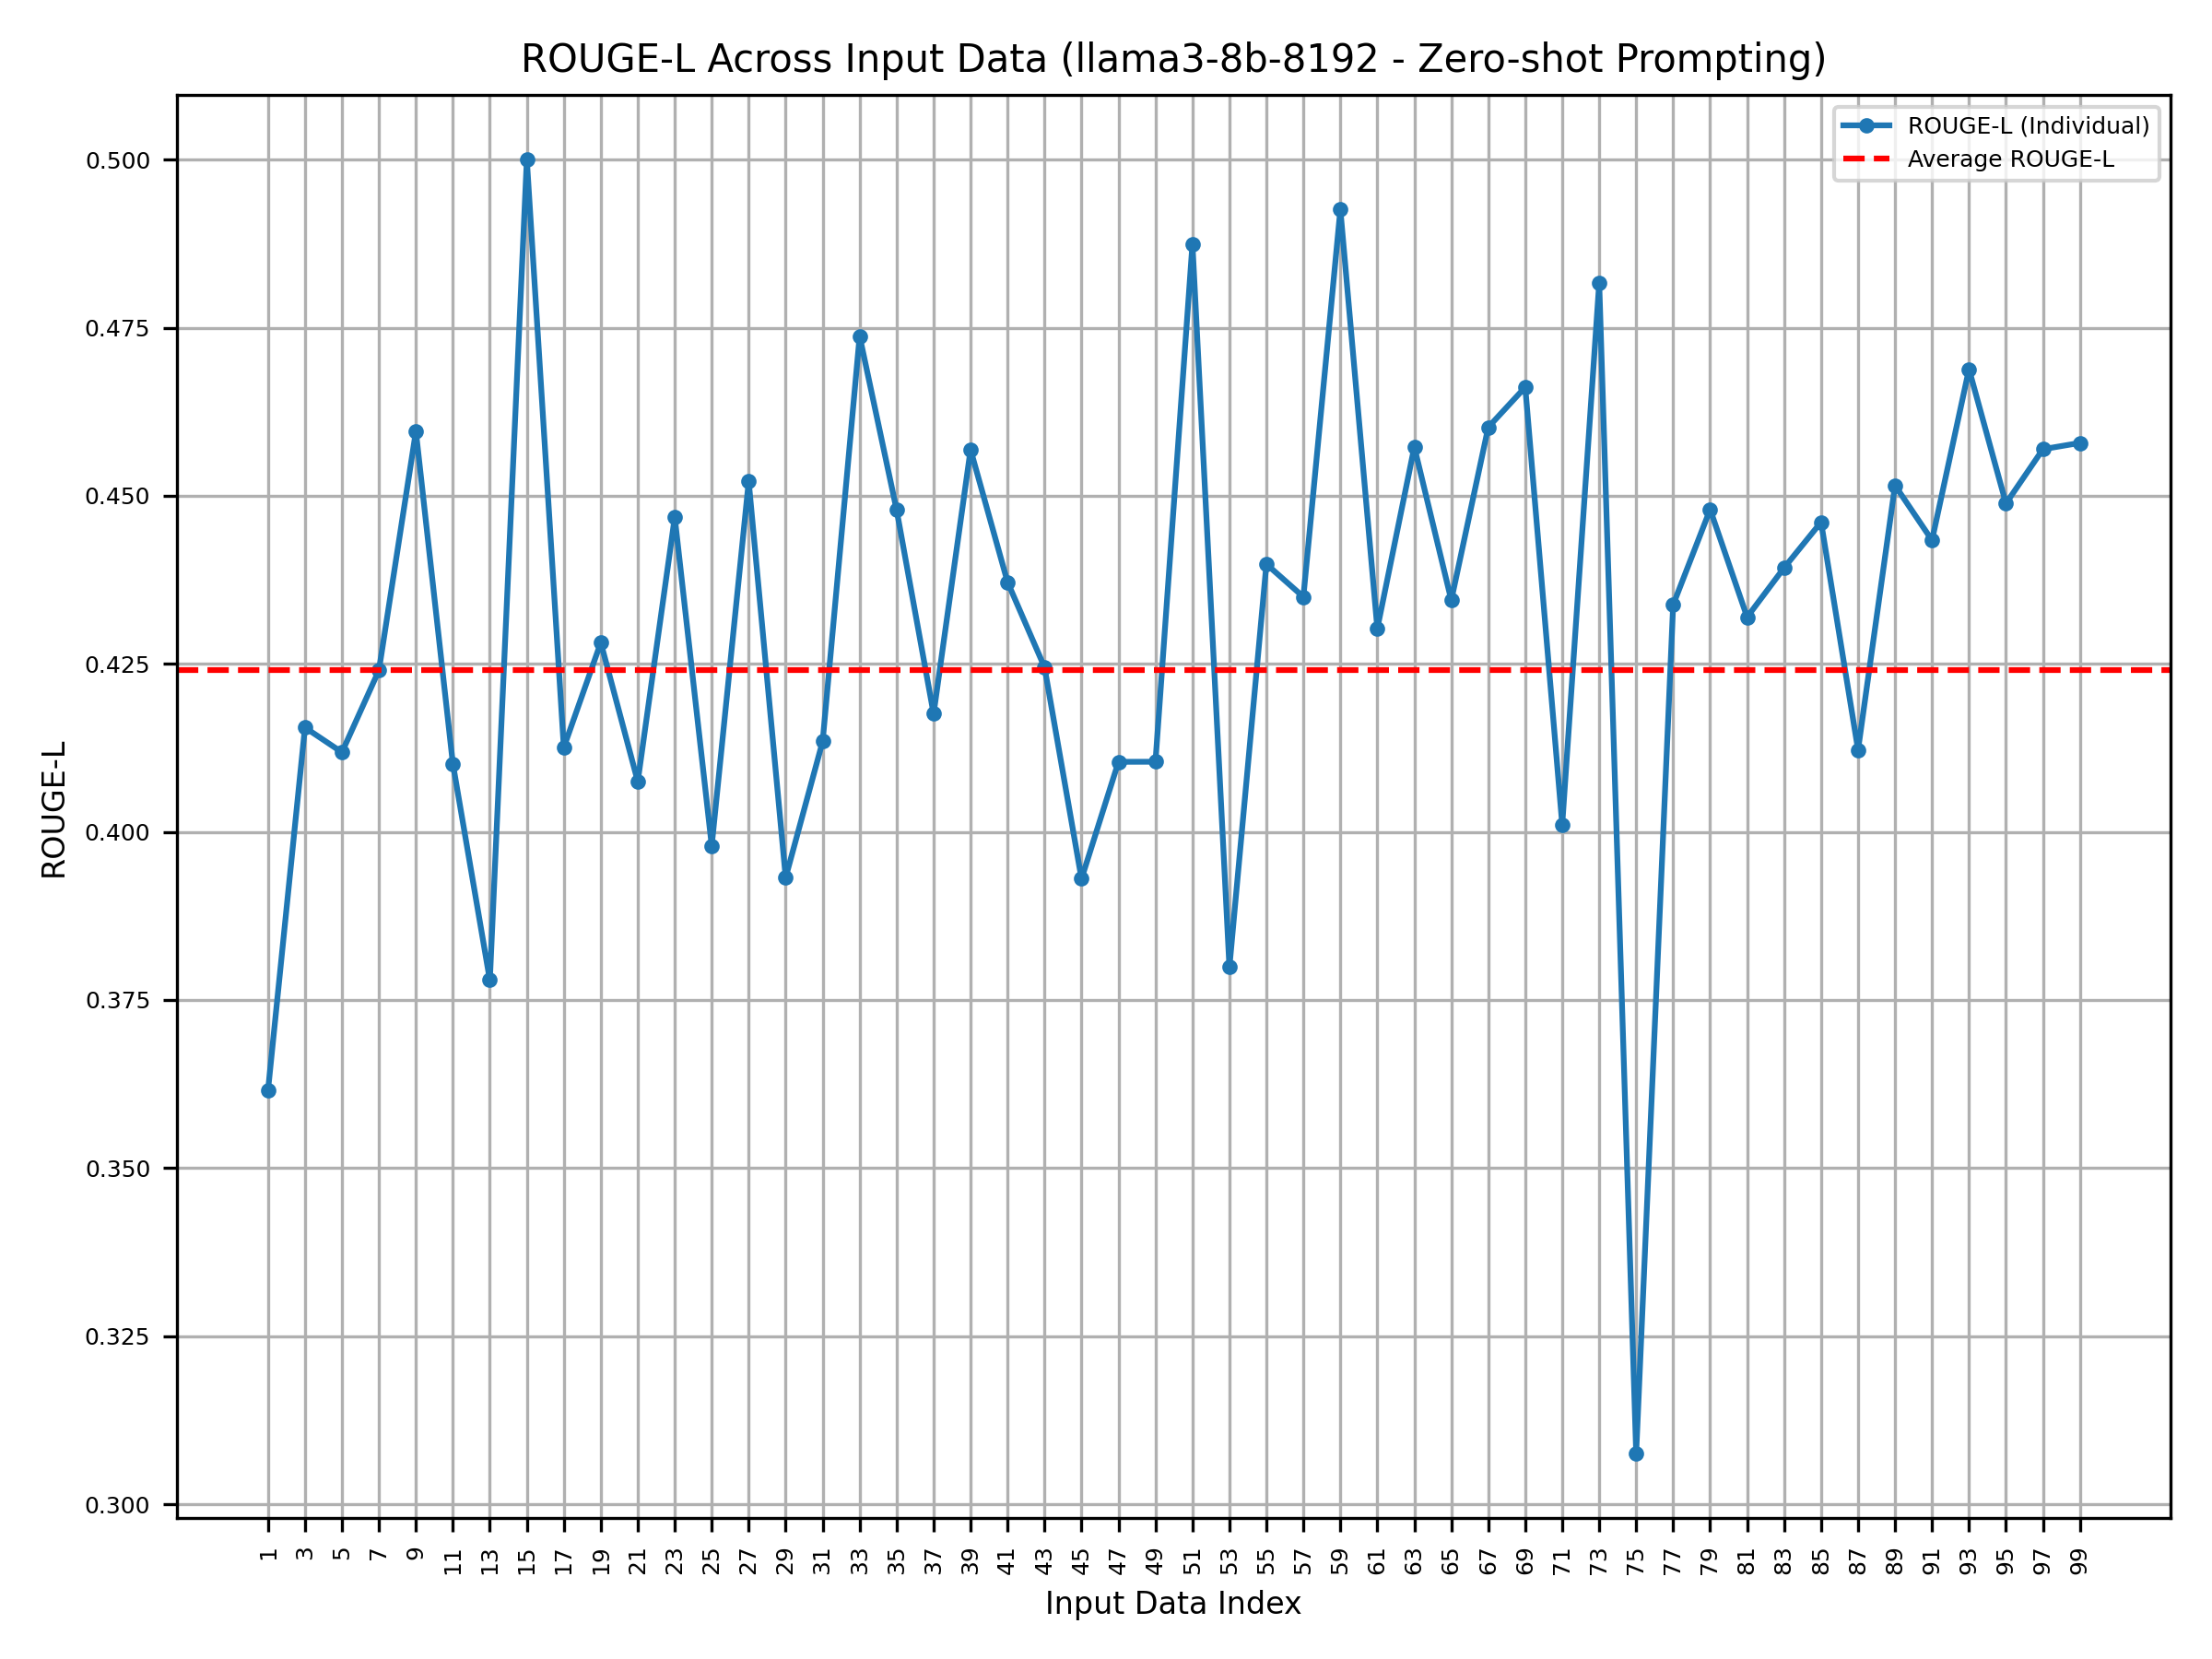 ROUGE-L Across Input Data (llama3-8b-8192 - Zero-shot Prompting)
ROUGE-L (Individual)
Average ROUGE-L
0.500
0.475
0.450
0.425
0.400
0.375
0.350
0.325
0.300
ROUGE-L
1 3 5 7 9 11 13 15 17 19 21 23 25 27 29 31 33 35 37 39 41 43 45 47 49 51 53 55 57 59 61 63 65 67 69 71 73 75 77 79 81 83 85 87 89 91 93 95 97 99
Input Data Index